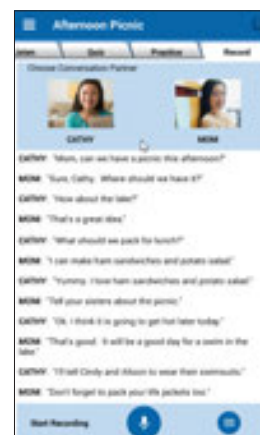 Afternoon Picnic
Quiz
Practice
Record
Choose Conversation Partner
CATHY
MOM
CATHY: "Mom, can we have a picnic this afternoon?"
MOM: "Sure, Cathy. Where should we have it?"
CATHY: "How about the lake?"
MOM: "That's a great idea."
CATHY: "What should we pack for lunch?"
MOM: "I can make ham sandwiches and potato salad."
CATHY: "Yummy. I love ham sandwiches and potato salad."
MOM: "Tell your sisters about the picnic."
CATHY: "Ok. I think it is going to get hot later today."
MOM: "That's good. It will be a good day for a swim in the
lake."
CATHY: "I'll tell Cindy and Alison to wear their swimsuits."
MOM: "Don't forget to pack your life jackets too."
Start Recording